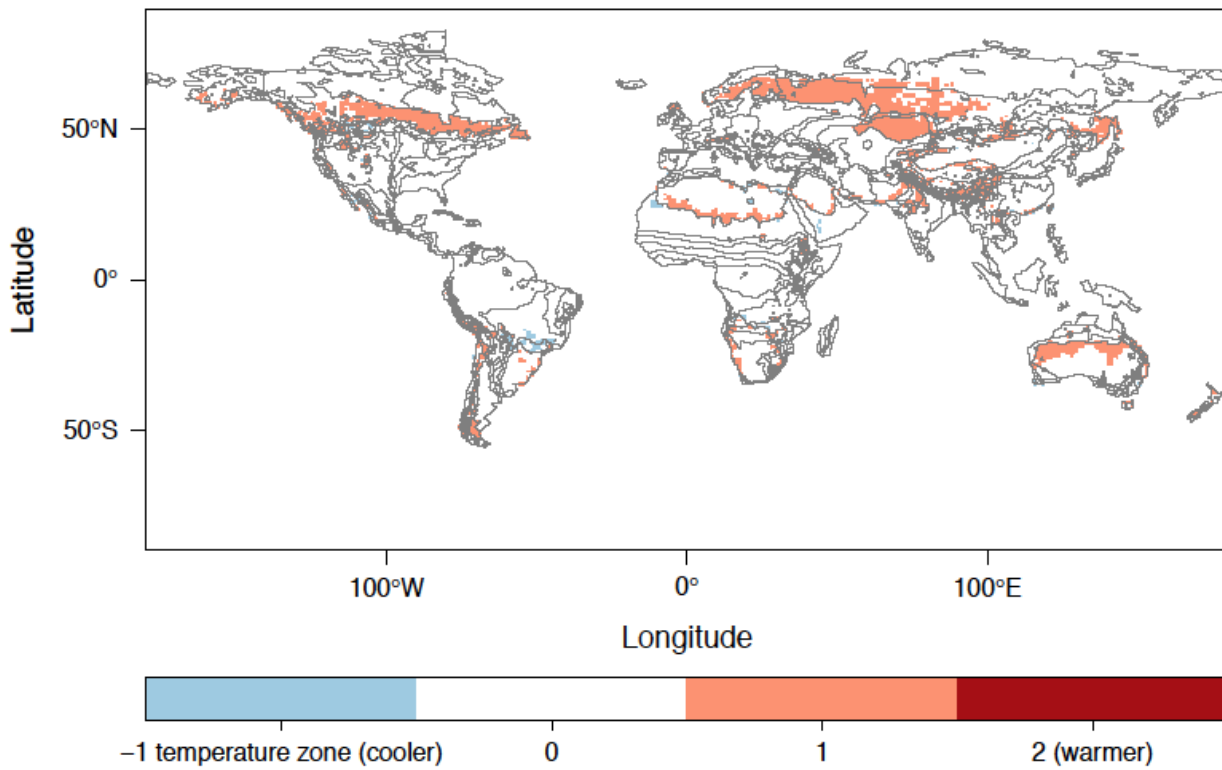 Latitude
50°N
0°
50°S
100°W
0°
100°E
Longitude
−1 temperature zone (cooler)
0
1
2 (warmer)